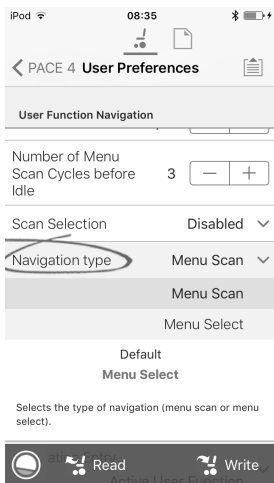 iPod 08:35
PACE 4 User Preferences
User Function Navigation
Number of Menu
Scan Cycles before
Idle
3 — +
Scan Selection Disabled
Navigation type Menu Scan
Menu Scan
Menu Select
Default
Menu Select
Selects the type of navigation (menu scan or menu
select).
Entry
Active User Function
Read Write